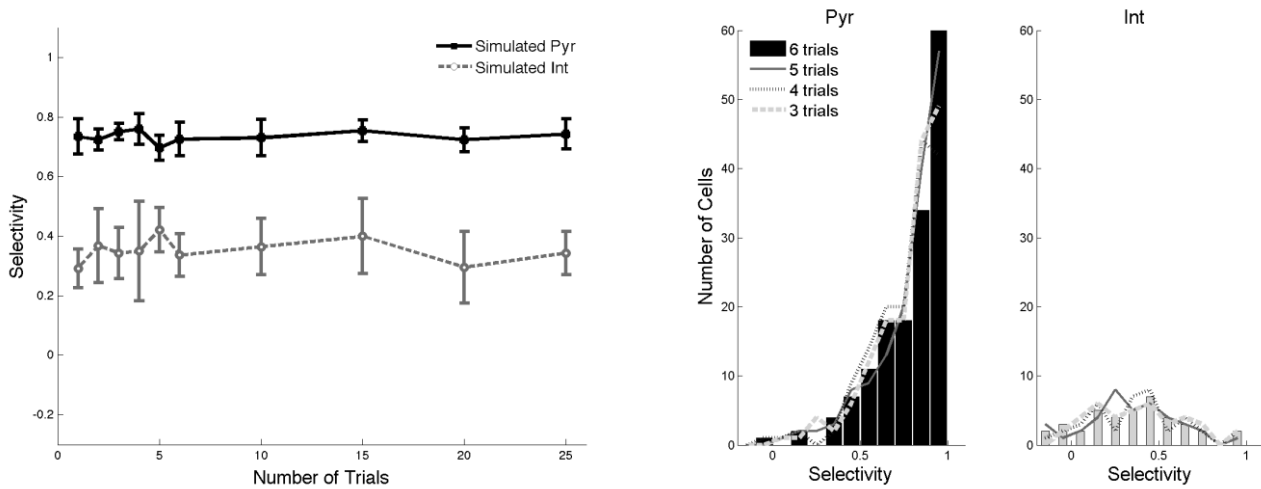 1
0.8
0.6
0.4
0.2
0
-0.2
Selectivity
0 5 10 15 20 25
Number of Trials
Simulated Pyr
Simulated Int
Pyr
60
50
40
30
20
10
0
Number of Cells
6 trials
5 trials
4 trials
3 trials
0 0.5 1
Selectivity
Int
60
50
40
30
20
10
0
0 0.5 1
Selectivity